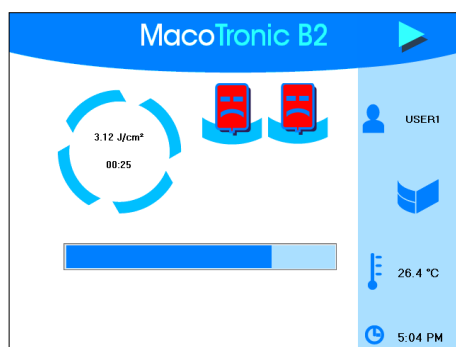 MacoTronic B2
3.12 J/cm²
00:25
USER1
26.4 °C
5:04 PM